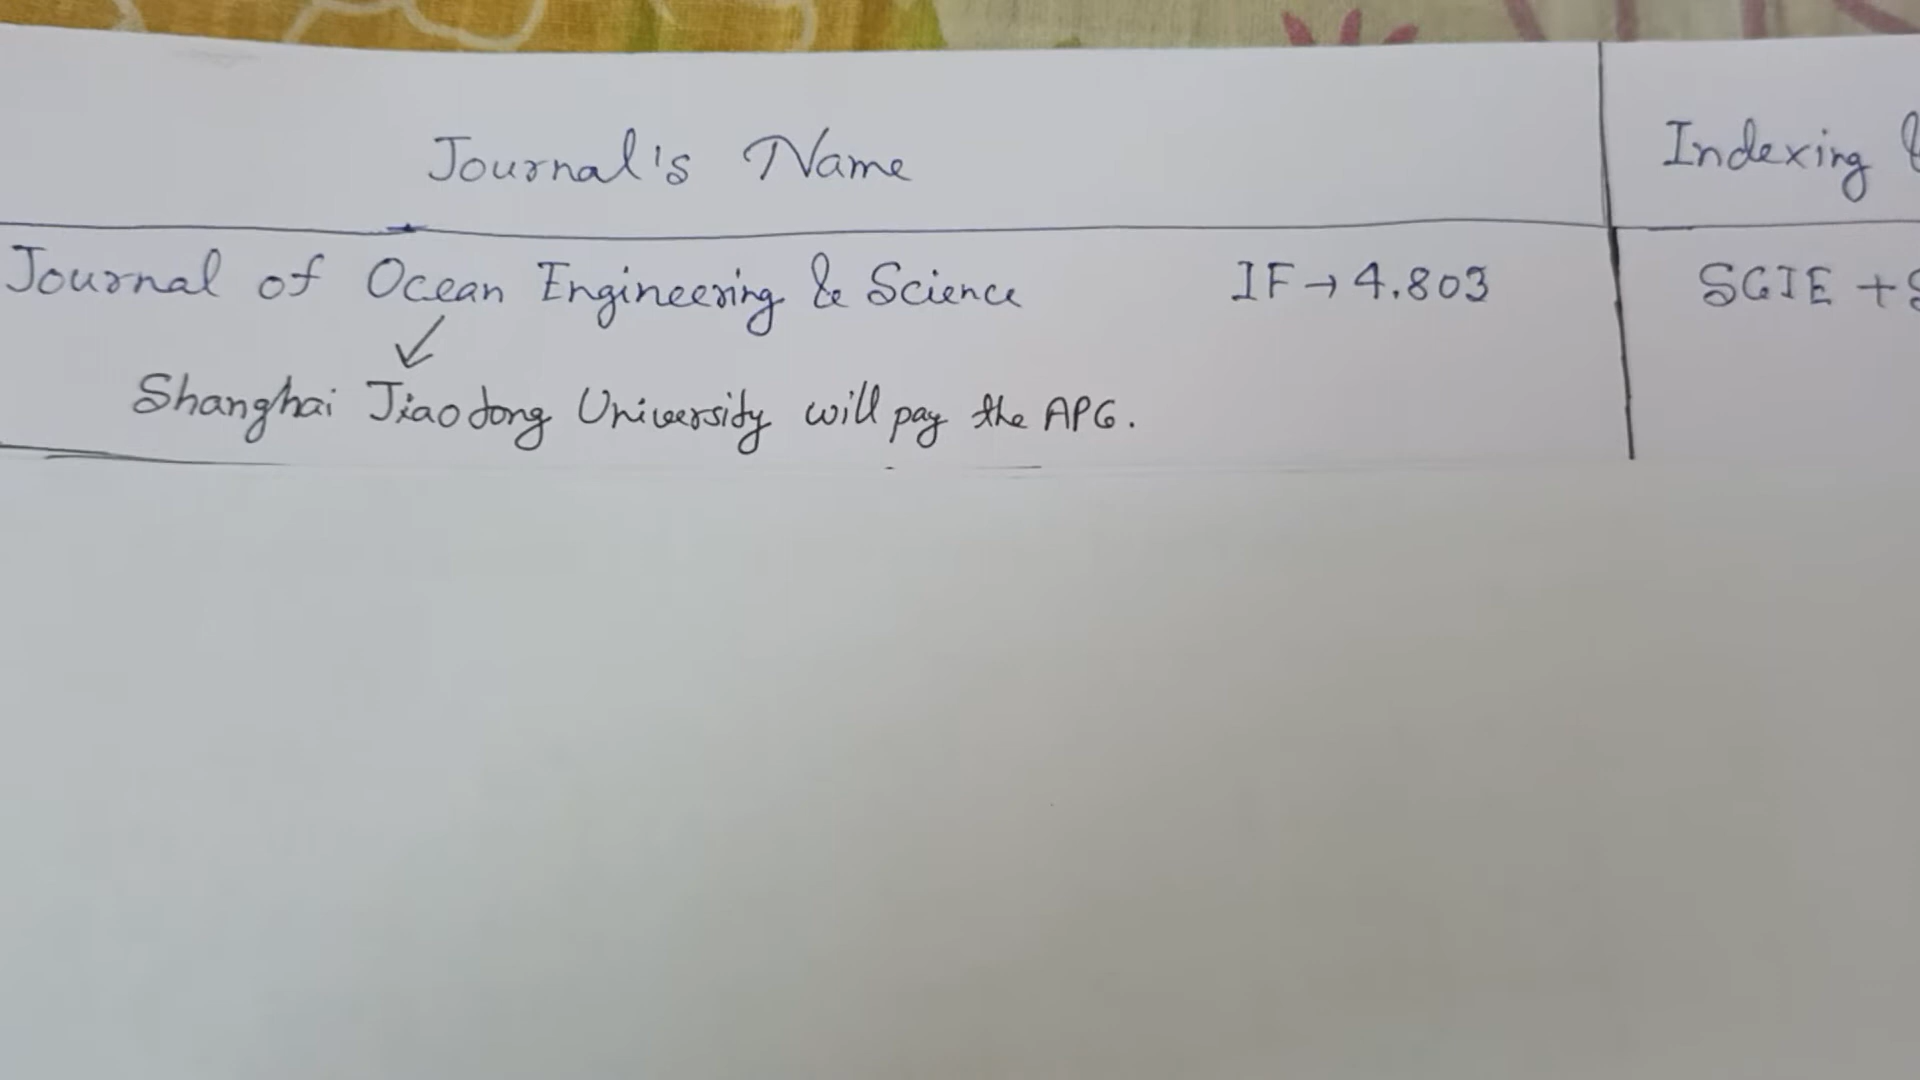 Journal's Name
Indexing &
Journal of Ocean Engineering & Science IF→4.803
SCIE +S
Shanghai Jiaotong University will pay the APC.